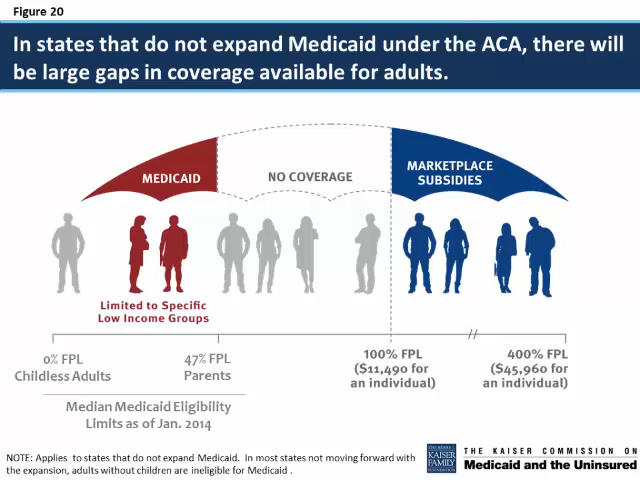 Figure 20
In states that do not expand Medicaid under the ACA, there will
be large gaps in coverage available for adults.
MEDICAID
NO COVERAGE
MARKETPLACE
SUBSIDIES
Limited to Specific
Low Income Groups
0% FPL
Childless Adults
47% FPL
Parents
100% FPL
($11,490 for
an individual)
400% FPL
($45,960 for
an individual)
Median Medicaid Eligibility
Limits as of Jan. 2014
NOTE: Applies to states that do not expand Medicaid. In most states not moving forward with
the expansion, adults without children are ineligible for Medicaid .
THE HENRY J.
KAISER
FAMILY
FOUNDATION
THE KAISER COMMISSION ON
Medicaid and the Uninsured